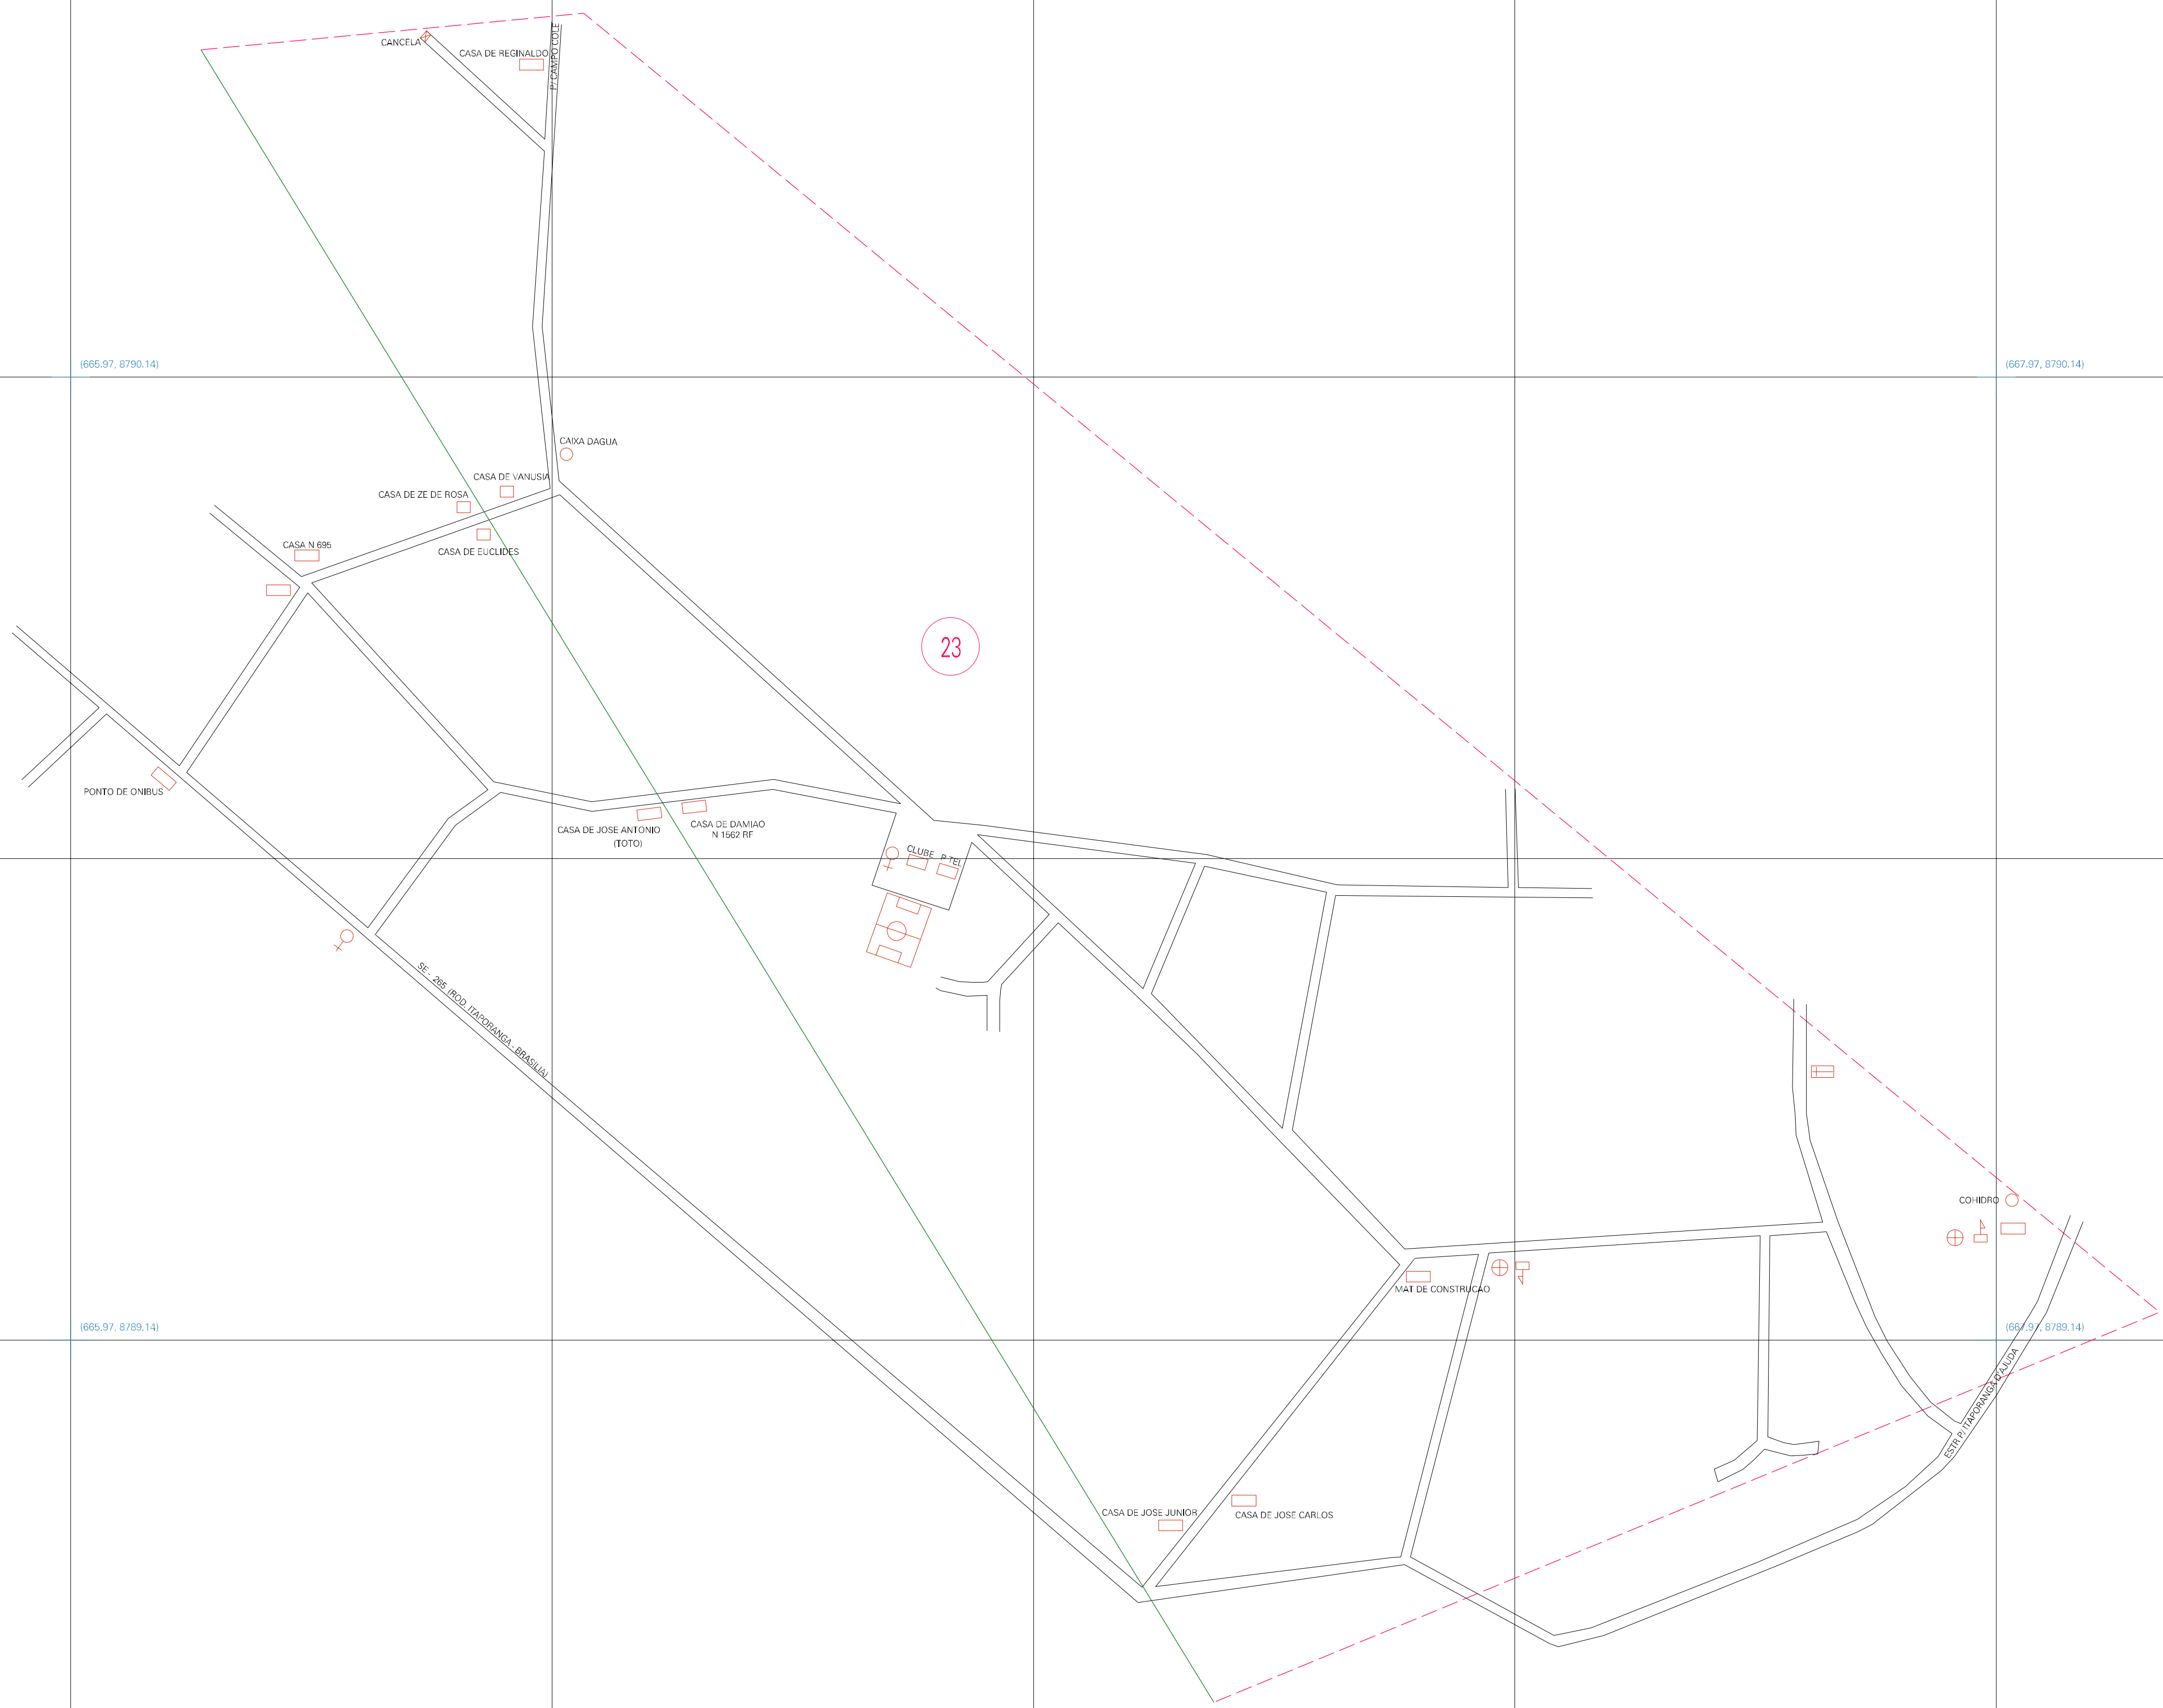 CANCELA
CASA DE REGINALDO
P/ CAMPO COLE
(665.97, 8790.14)
(667.97, 8790.14)
CAIXA DAGUA
CASA DE VANUSIA
CASA DE ZE DE ROSA
CASA N 695
CASA DE EUCLIDES
23
PONTO DE ONIBUS
CASA DE JOSE ANTONIO
(TOTO)
CASA DE DAMIAO
N 1562 RF
CLUBE
P TEL
SE - 265 (ROD. ITAPORANGA - BRASILIA)
COHIDRO
MAT DE CONSTRUCAO
(665.97, 8789.14)
(667.97, 8789.14)
ESTR P/ ITAPORANGA D'AJUDA
CASA DE JOSE JUNIOR
CASA DE JOSE CARLOS